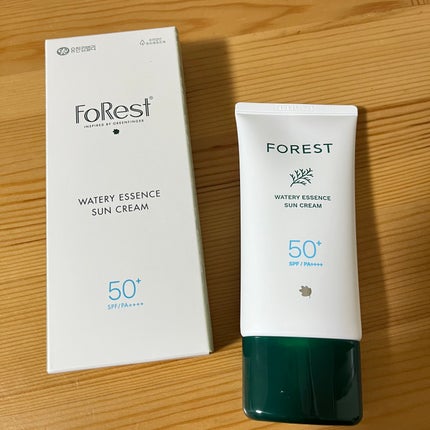 FoRest®
INSPIRED BY GREENFINGER
WATERY ESSENCE
SUN CREAM
50+
SPF/PA++++
FOREST
WATERY ESSENCE
SUN CREAM
50+
SPF/PA++++